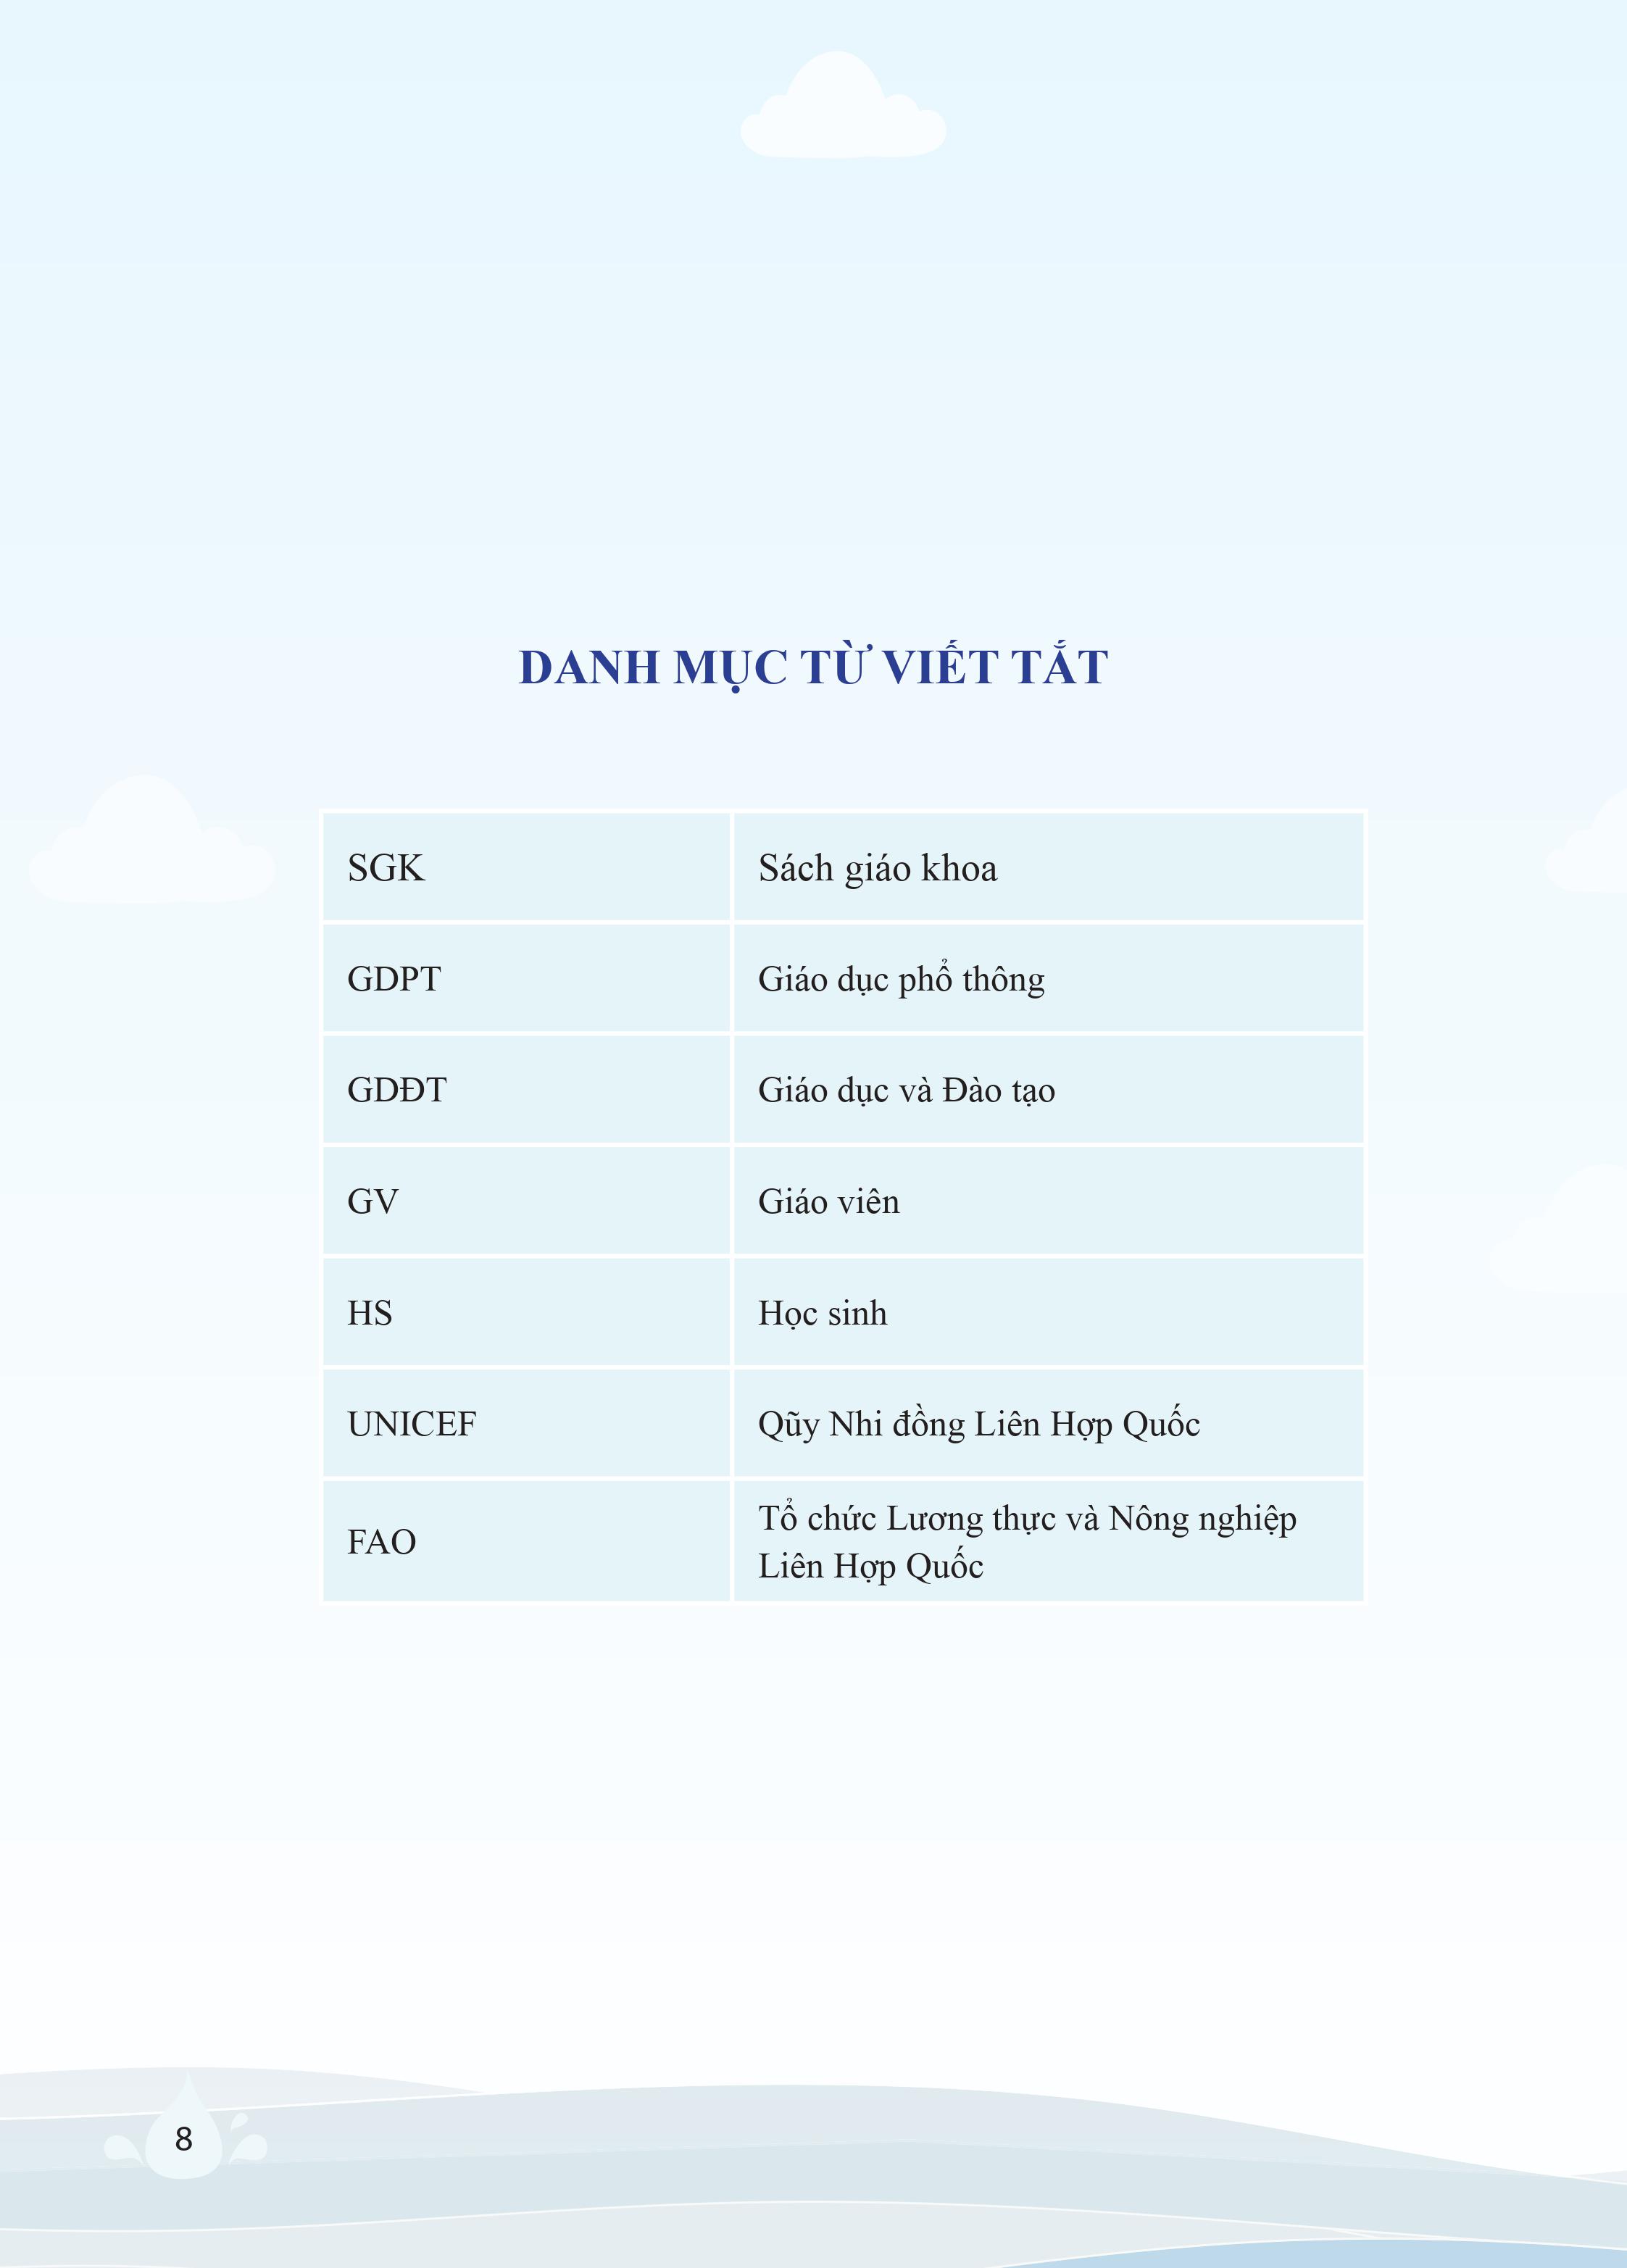 DANH MỤC TỪ VIẾT TẮT
SGK
Sách giáo khoa
GDPT
Giáo dục phổ thông
GDĐT
Giáo dục và Đào tạo
GV
Giáo viên
HS
Học sinh
UNICEF
Qũy Nhi đồng Liên Hợp Quốc
FAO
Tổ chức Lương thực và Nông nghiệp
Liên Hợp Quốc
8